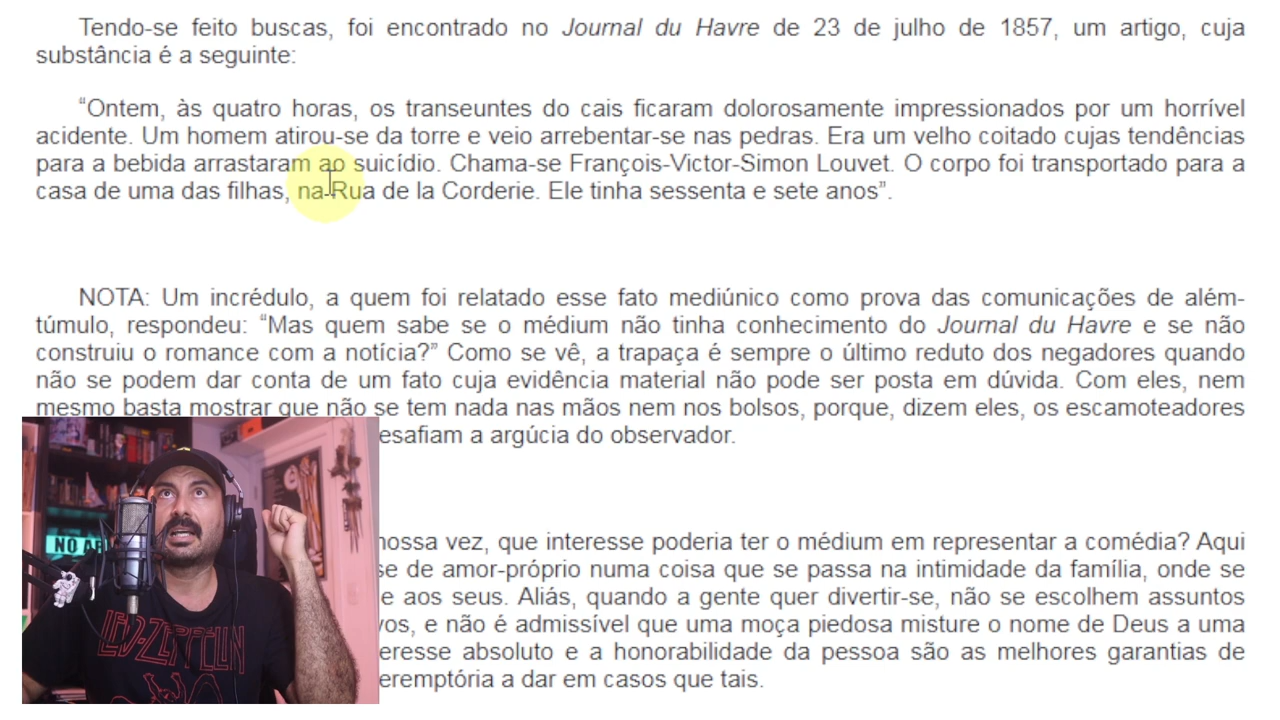 Tendo-se feito buscas, foi encontrado no Journal du Havre de 23 de julho de 1857, um artigo, cuja
substância é a seguinte:
“Ontem, às quatro horas, os transeuntes do cais ficaram dolorosamente impressionados por um horrível
acidente. Um homem atirou-se da torre e veio arrebentar-se nas pedras. Era um velho coitado cujas tendências
para a bebida arrastaram ao suicídio. Chama-se François-Victor-Simon Louvet. O corpo foi transportado para a
casa de uma das filhas, na Rua de la Corderie. Ele tinha sessenta e sete anos”.
NOTA: Um incrédulo, a quem foi relatado esse fato mediúnico como prova das comunicações de além-
túmulo, respondeu: “Mas quem sabe se o médium não tinha conhecimento do Journal du Havre e se não
construiu o romance com a notícia?” Como se vê, a trapaça é sempre o último reduto dos negadores quando
não se podem dar conta de um fato cuja evidência material não pode ser posta em dúvida. Com eles, nem
mesmo basta mostrar que não se tem nada nas mãos nem nos bolsos, porque, dizem eles, os escamoteadores
esafiam a argúcia do observador.
nossa vez, que interesse poderia ter o médium em representar a comédia? Aqui
se de amor-próprio numa coisa que se passa na intimidade da família, onde se
e aos seus. Aliás, quando a gente quer divertir-se, não se escolhem assuntos
vos, e não é admissível que uma moça piedosa misture o nome de Deus a uma
eresse absoluto e a honorabilidade da pessoa são as melhores garantias de
eremptória a dar em casos que tais.
NO AR
LED-ZEPPELIN